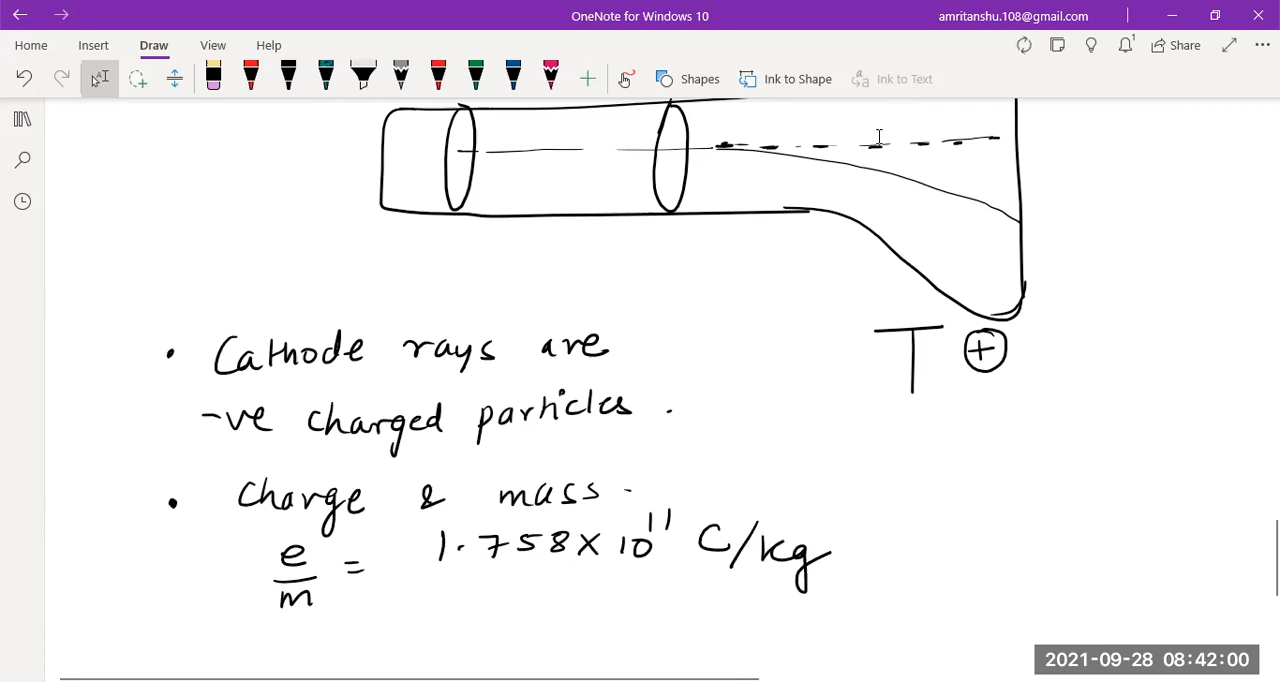 OneNote for Windows 10
amritanshu.108@gmail.com
Home Insert Draw View Help
1 Share
Shapes Ink to Shape Ink to Text
T +
Cathode rays are
-ve charged particles.
• Charge & mass.
e/m = 1.758 × 10¹¹ C/kg
2021-09-28 08:42:00